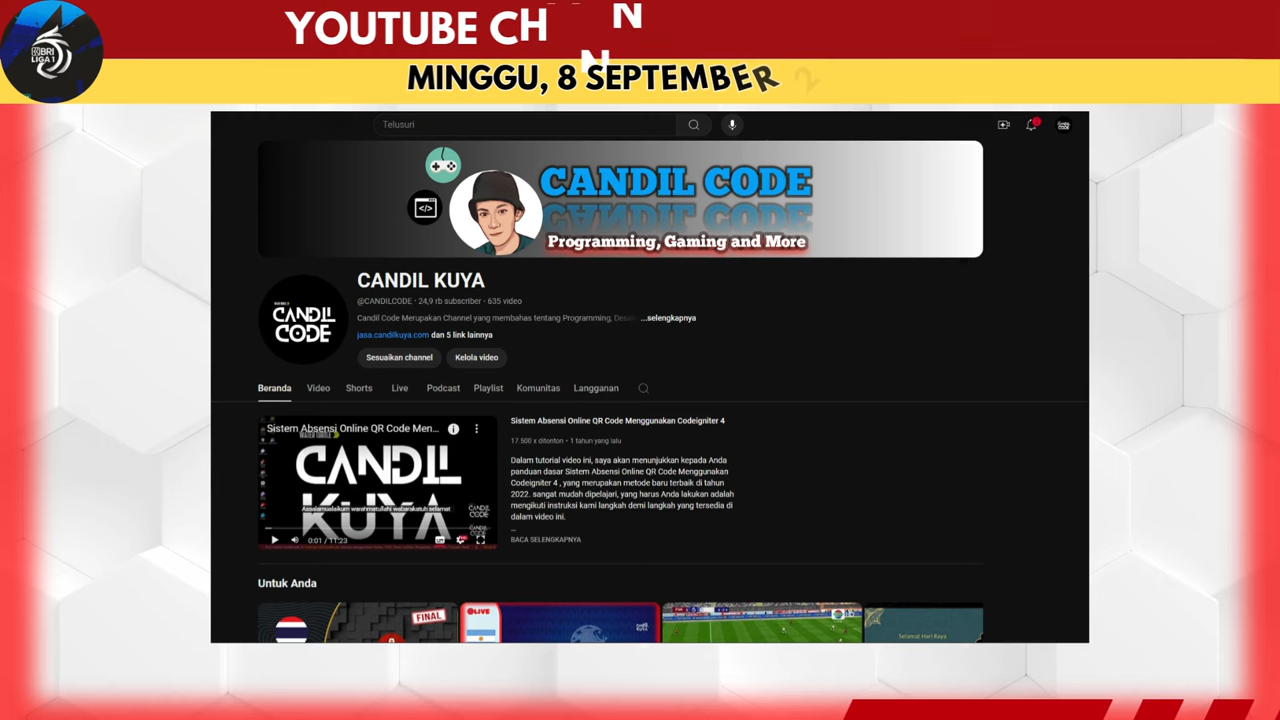 YOUTUBE CH N
N
BRI
LIGA 1
MINGGU, 8 SEPTEMBER 2
Telusuri
CANDIL CODE
Programming, Gaming and More
CANDIL KUYA
@CANDILCODE · 24,9 rb subscriber · 635 video
Candil Code Merupakan Channel yang membahas tentang Programming, Desa ...selengkapnya
jasa.candilkuya.com dan 5 link lainnya
Sesuaikan channel Kelola video
CANDIL
CODE
Beranda Video Shorts Live Podcast Playlist Komunitas Langganan
Sistem Absensi Online QR Code Men...
CANDIL
KUYA
Assalamualaikum warahmatullahi wabarakatuh selamat
0:01 / 11:23
Sistem Absensi Online QR Code Menggunakan Codeigniter 4
17.500 x ditonton • 1 tahun yang lalu
Dalam tutorial video ini, saya akan menunjukkan kepada Anda
panduan dasar Sistem Absensi Online QR Code Menggunakan
Codeigniter 4 , yang merupakan metode baru terbaik di tahun
2022. sangat mudah dipelajari, yang harus Anda lakukan adalah
mengikuti instruksi kami langkah demi langkah yang tersedia di
dalam video ini.
BACA SELENGKAPNYA
Untuk Anda
FINAL
LIVE
Selamat Hari Raya